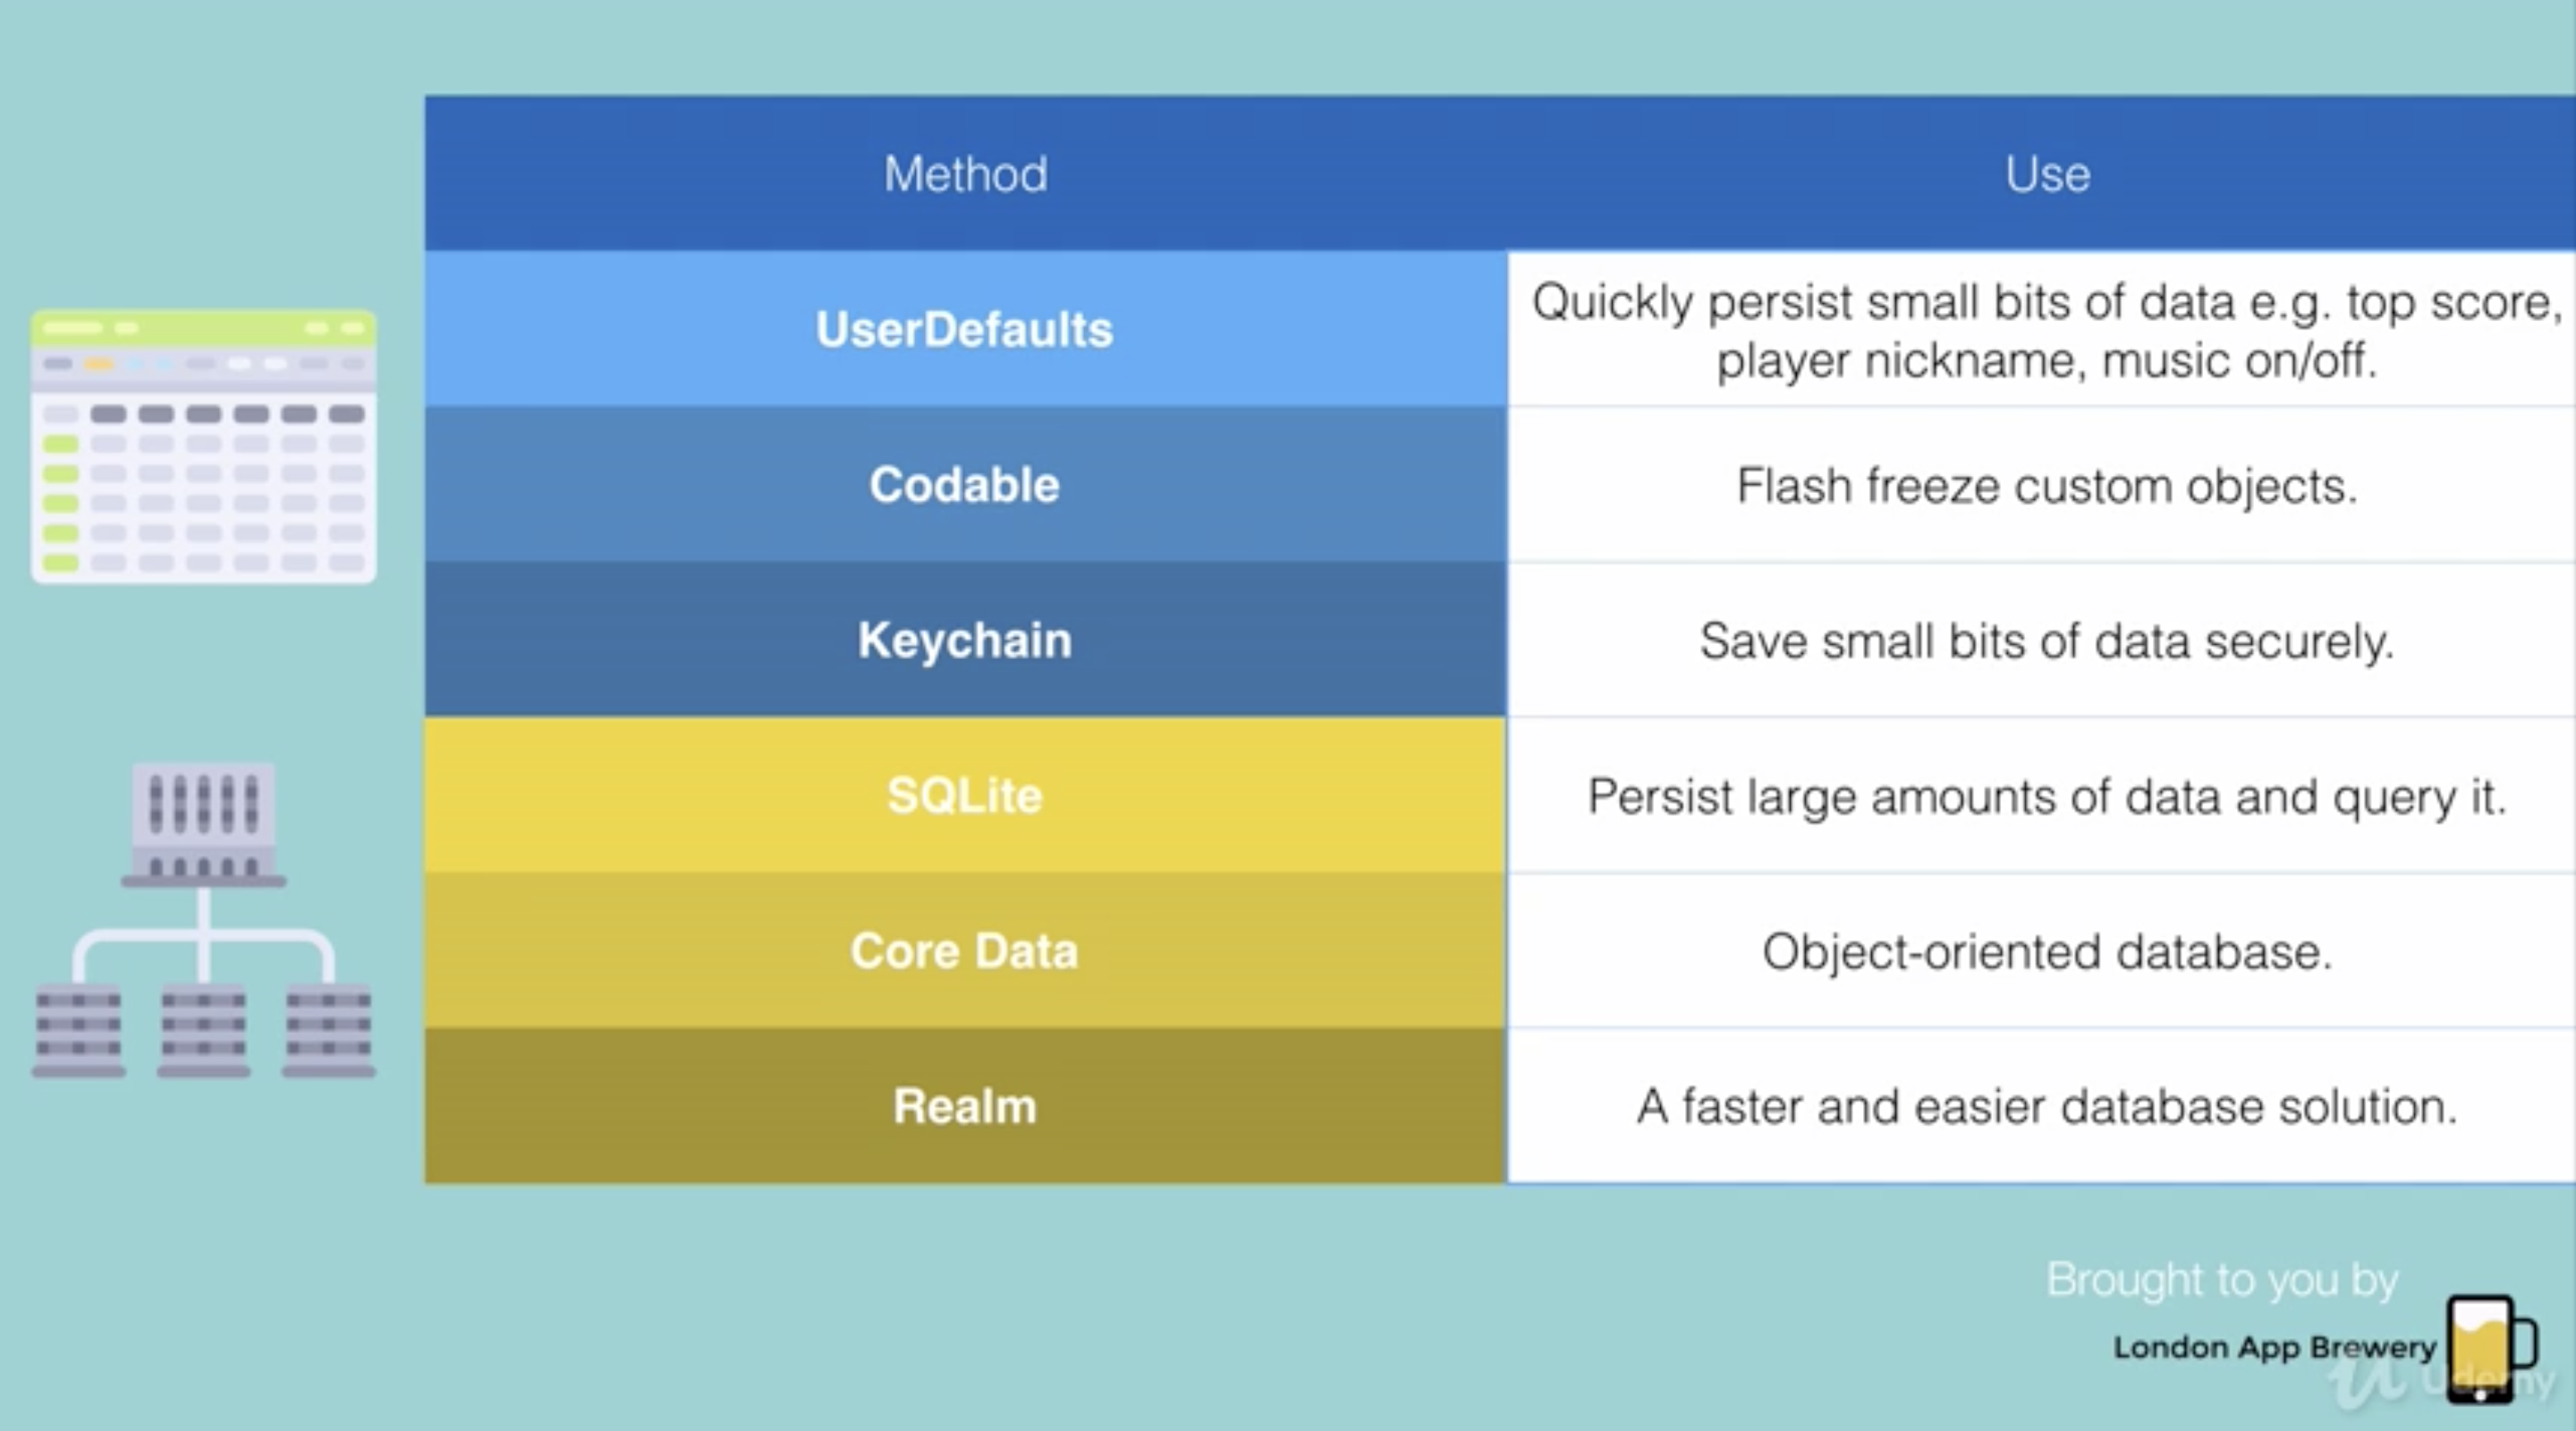 Method
Use
UserDefaults
Quickly persist small bits of data e.g. top score,
player nickname, music on/off.
Codable
Flash freeze custom objects.
Keychain
Save small bits of data securely.
SQLite
Persist large amounts of data and query it.
Core Data
Object-oriented database.
Realm
A faster and easier database solution.
Brought to you by
London App Brewery
Udemy